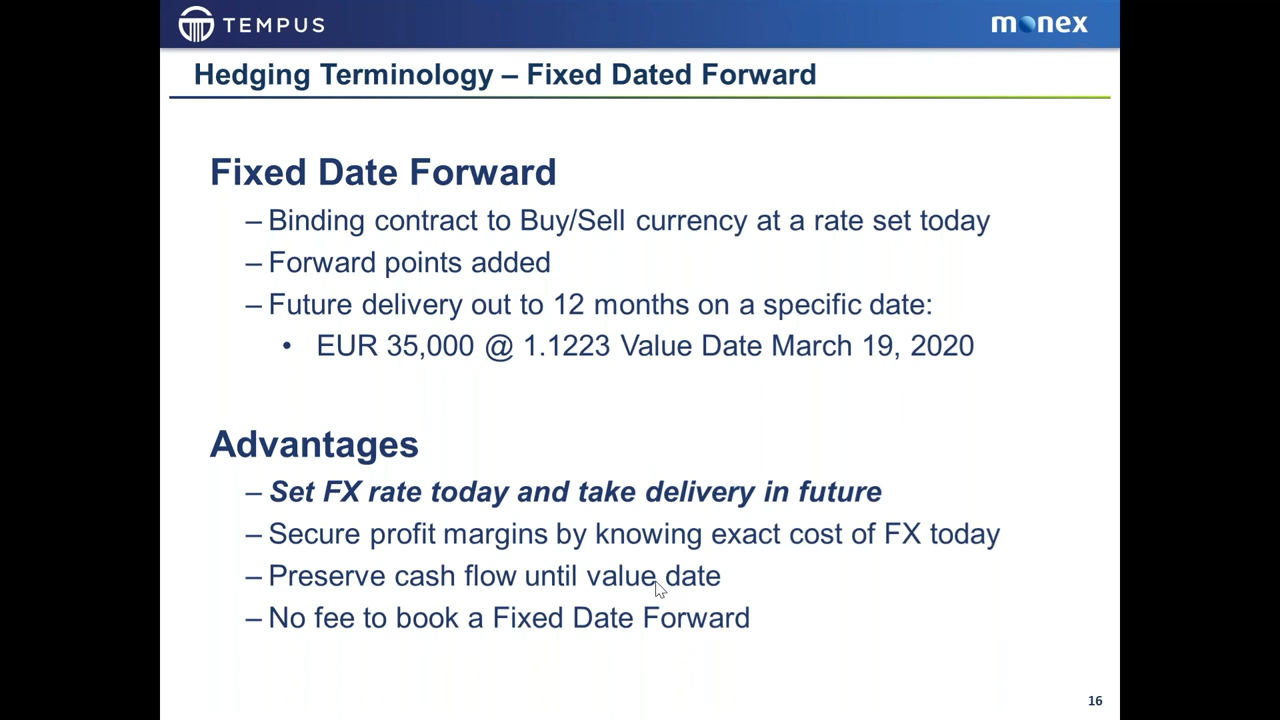 TEMPUS
monex
Hedging Terminology – Fixed Dated Forward
Fixed Date Forward
– Binding contract to Buy/Sell currency at a rate set today
– Forward points added
– Future delivery out to 12 months on a specific date:
• EUR 35,000 @ 1.1223 Value Date March 19, 2020
Advantages
– Set FX rate today and take delivery in future
– Secure profit margins by knowing exact cost of FX today
– Preserve cash flow until value date
– No fee to book a Fixed Date Forward
16